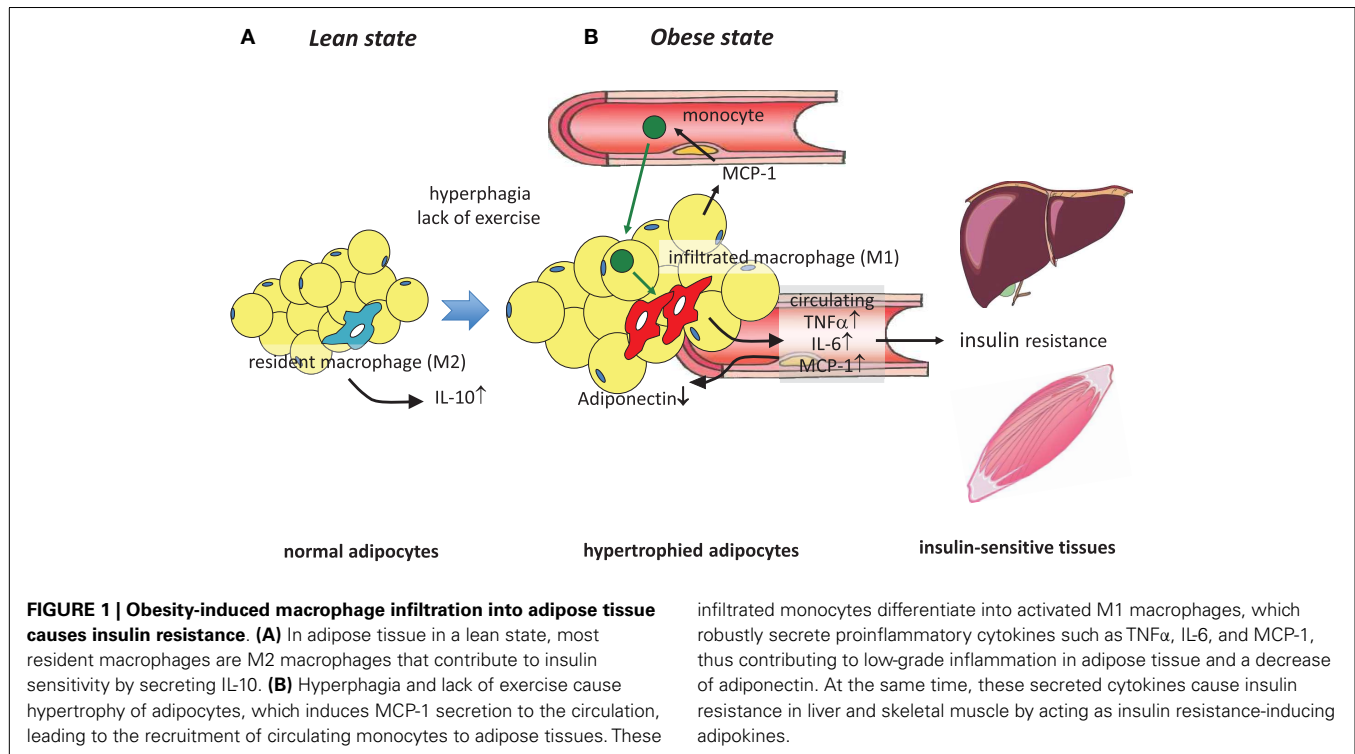 A Lean state
B Obese state
monocyte
MCP-1
hyperphagia
lack of exercise
infiltrated macrophage (M1)
circulating
TNFα↑
IL-6↑
MCP-1↑
insulin resistance
resident macrophage (M2)
IL-10↑
Adiponectin↓
normal adipocytes
hypertrophied adipocytes
insulin-sensitive tissues
FIGURE 1 | Obesity-induced macrophage infiltration into adipose tissue
causes insulin resistance. (A) In adipose tissue in a lean state, most
resident macrophages are M2 macrophages that contribute to insulin
sensitivity by secreting IL-10. (B) Hyperphagia and lack of exercise cause
hypertrophy of adipocytes, which induces MCP-1 secretion to the circulation,
leading to the recruitment of circulating monocytes to adipose tissues. These
infiltrated monocytes differentiate into activated M1 macrophages, which
robustly secrete proinflammatory cytokines such as TNFα, IL-6, and MCP-1,
thus contributing to low-grade inflammation in adipose tissue and a decrease
of adiponectin. At the same time, these secreted cytokines cause insulin
resistance in liver and skeletal muscle by acting as insulin resistance-inducing
adipokines.